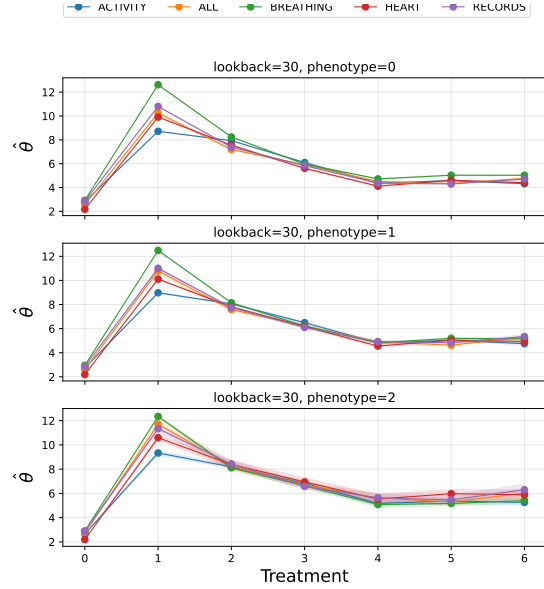 ACTIVITY ALL BREATHING HEART RECORDS
lookback=30, phenotype=0
12
10
8
6
4
2
θ̂
lookback=30, phenotype=1
12
10
8
6
4
2
θ̂
lookback=30, phenotype=2
12
10
8
6
4
2
θ̂
0 1 2 3 4 5 6
Treatment